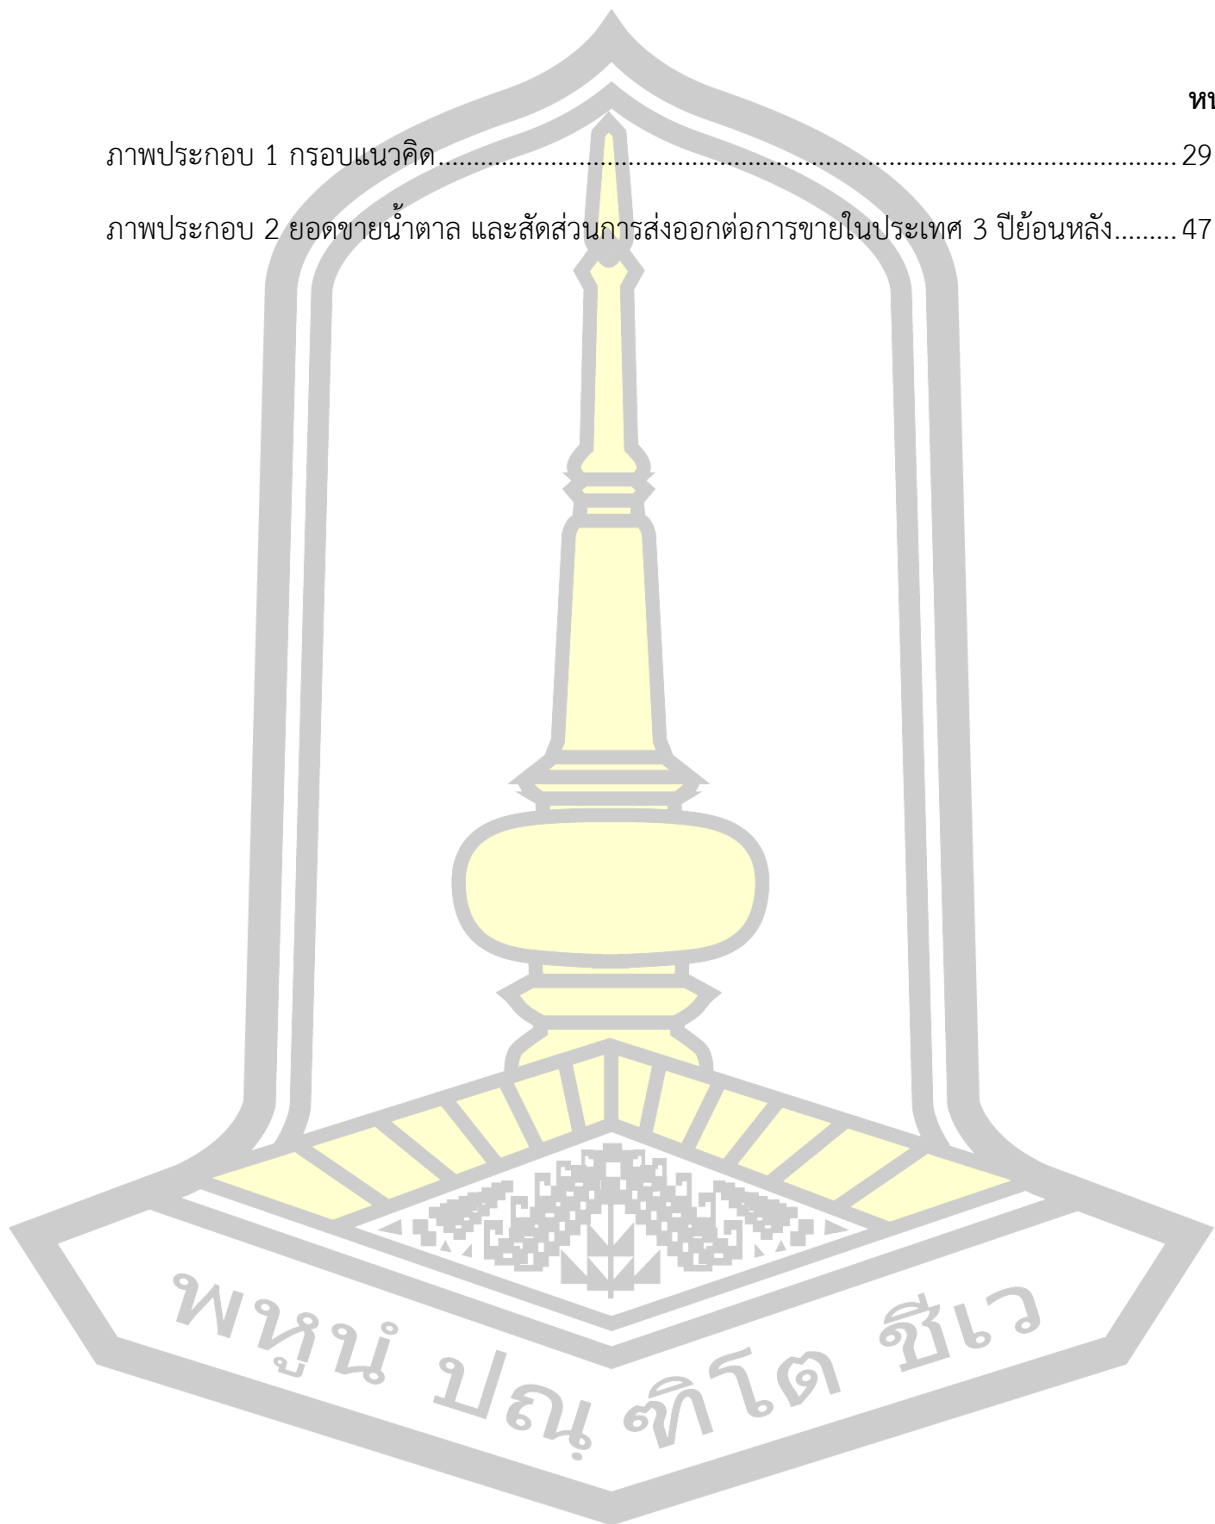 ภาพประกอบ 1 กรอบแนวคิด........................................................................................................ 29
ภาพประกอบ 2 ยอดขายน้ำตาล และสัดส่วนการส่งออกต่อการขายในประเทศ 3 ปีย้อนหลัง......... 47
พหูนํ ปณฺ ฑิโต ชีเว